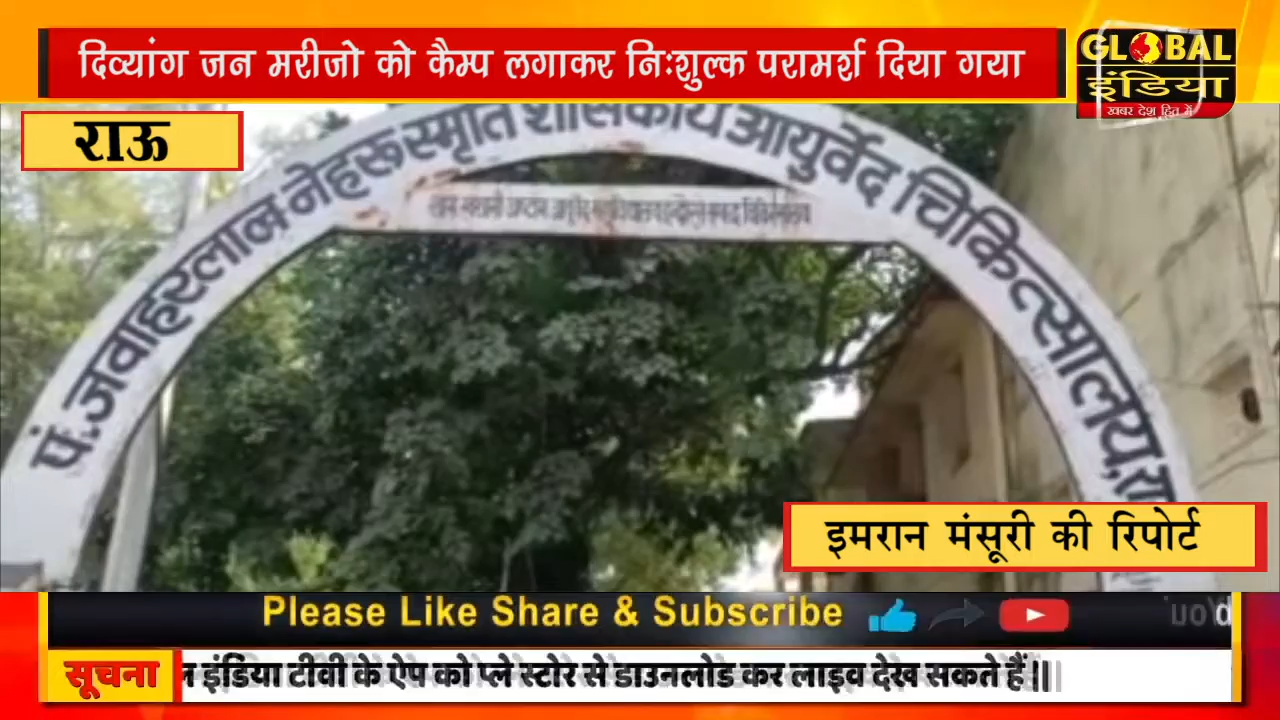 दिव्यांग जन मरीजो को कैम्प लगाकर निःशुल्क परामर्श दिया गया
GLOBAL
इंडिया
खबर देश हित में
राऊ
पं. जवाहरलाल नेहरू स्मृति शासकीय आयुर्वेद चिकित्सालय,
इमरान मंसूरी की रिपोर्ट
Please Like Share & Subscribe
सूचना
इंडिया टीवी के ऐप को प्ले स्टोर से डाउनलोड कर लाइव देख सकते हैं||